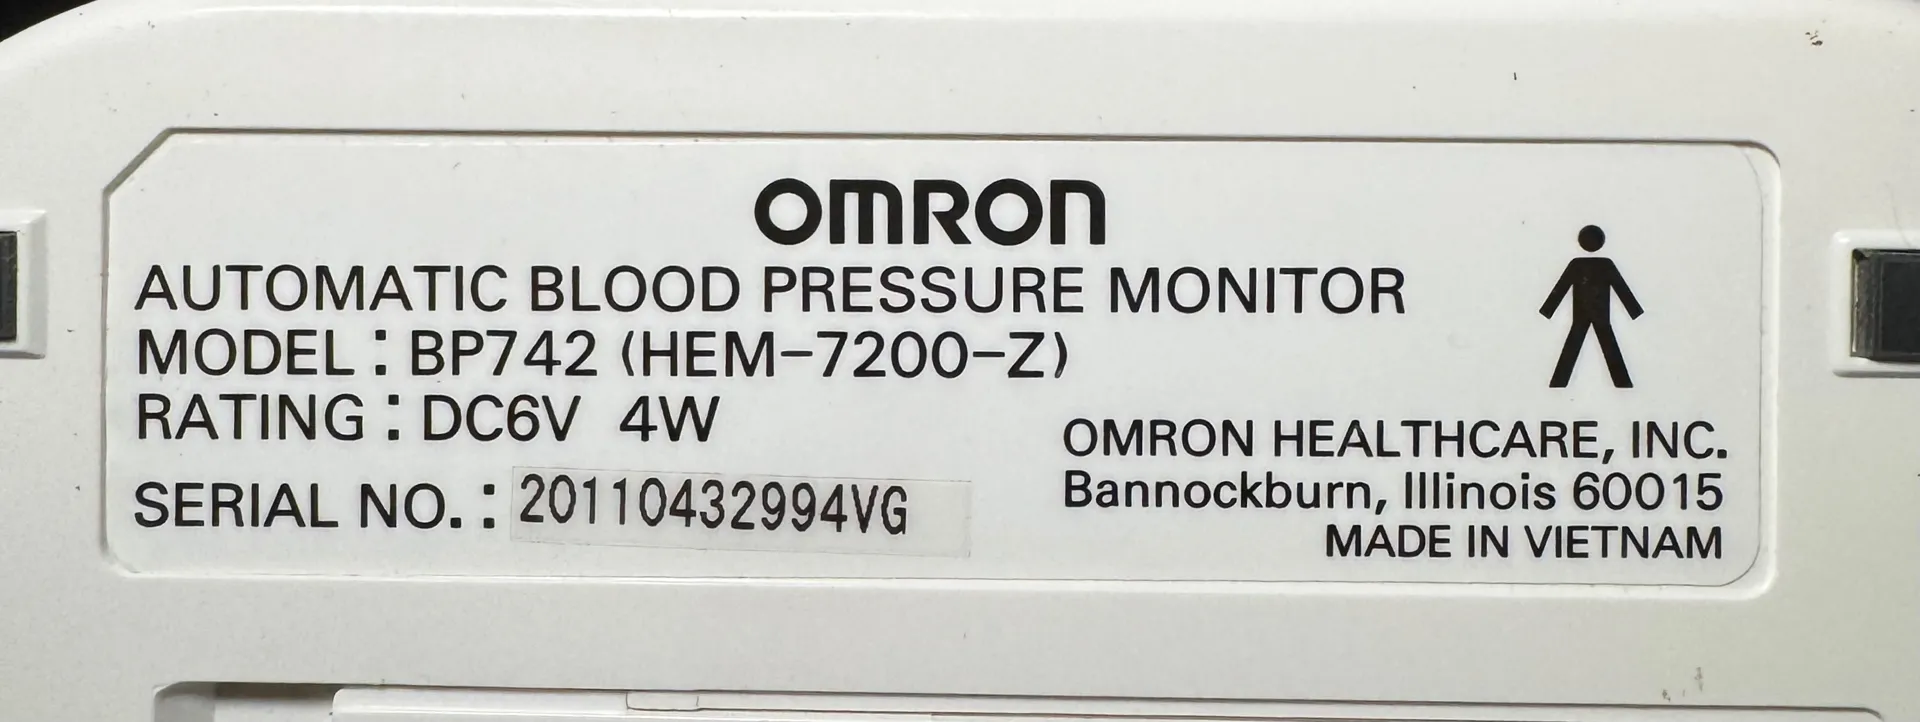 OMRON
AUTOMATIC BLOOD PRESSURE MONITOR
MODEL : BP742 (HEM-7200-Z)
RATING : DC6V 4W
SERIAL NO. : 20110432994VG
OMRON HEALTHCARE, INC.
Bannockburn, Illinois 60015
MADE IN VIETNAM